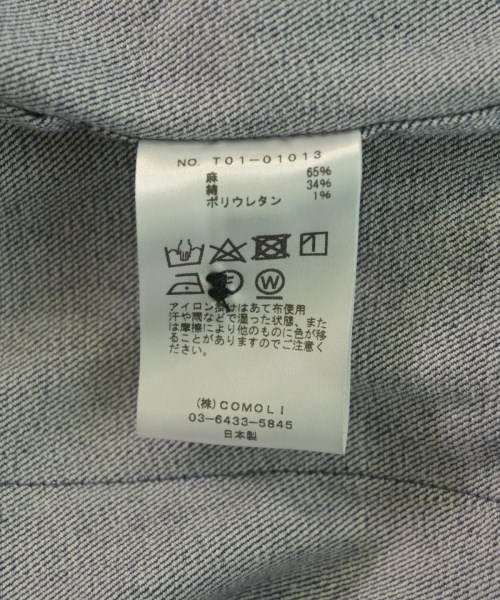 NO. T01-01013
麻 65%
綿 34%
ポリウレタン 1%
W
アイロン掛けはあて布使用
汗や雨などで湿った状態、また
は摩擦により他のものに色が移
ることがありますのでご注意く
ださい。
(株)COMOLI
03-6433-5845
日本製